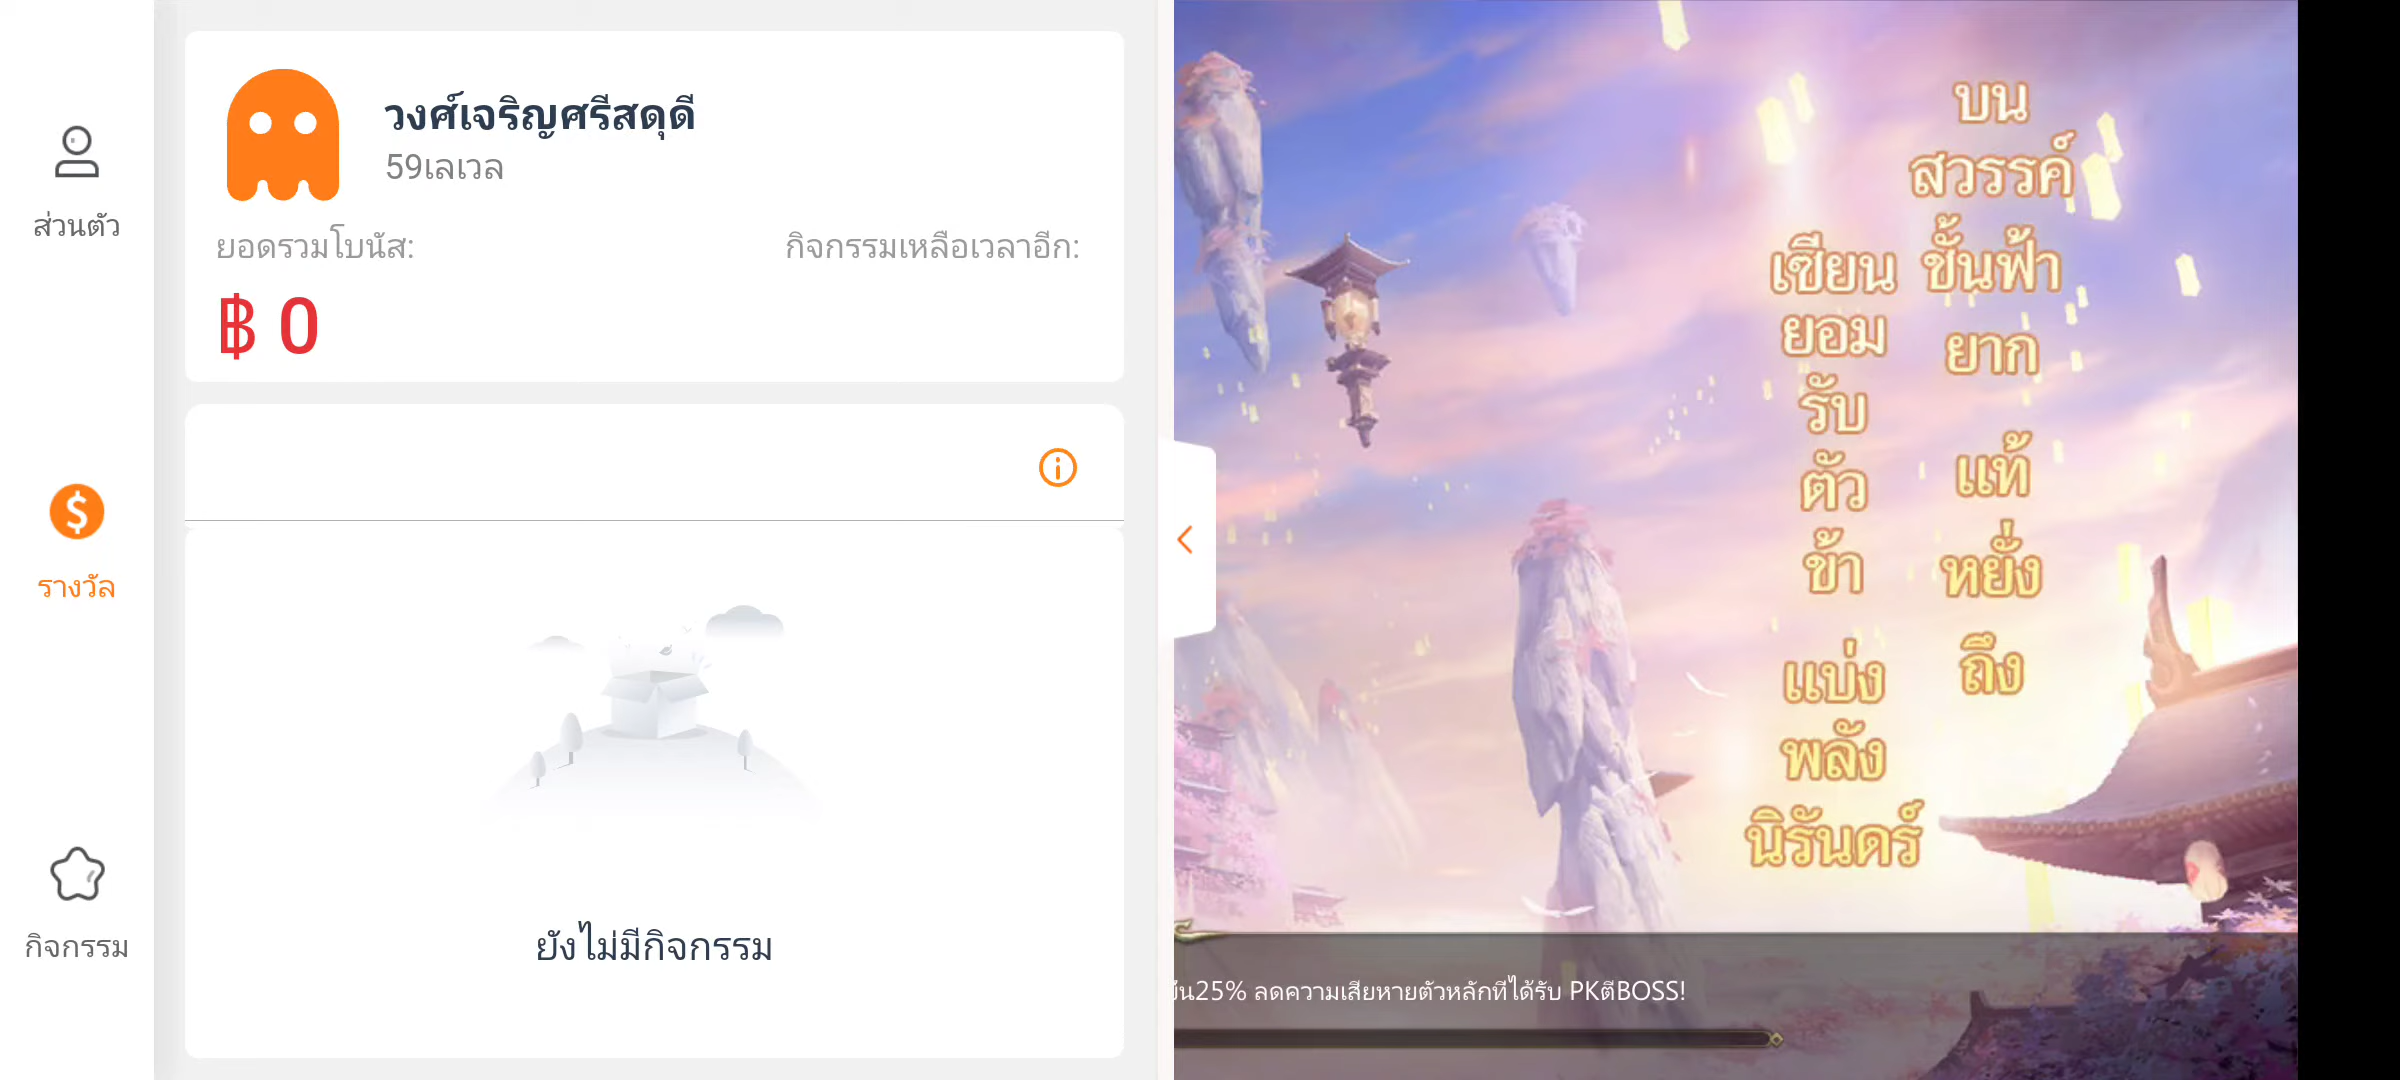 ส่วนตัว
รางวัล
กิจกรรม
วงศ์เจริญศรีสดุดี
59เลเวล
ยอดรวมโบนัส:
กิจกรรมเหลือเวลาอีก:
฿ 0
ยังไม่มีกิจกรรม
บน
สวรรค์
ชั้นฟ้า
ยาก
แท้
หยั่ง
ถึง
เซียน
ยอม
รับ
ตัว
ข้า
แบ่ง
พลัง
นิรันดร์
25% ลดความเสียหายตัวหลักที่ได้รับ PKตีBOSS!